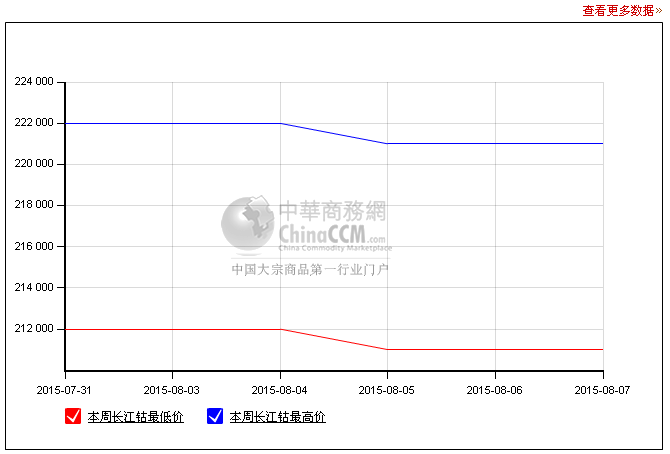 查看更多数据»
224 000
222 000
220 000
218 000
216 000
214 000
212 000
中華商務網
ChinaCCM.com
China Commodity Marketplace
中国大宗商品第一行业门户
2015-07-31 2015-08-03 2015-08-04 2015-08-05 2015-08-06 2015-08-07
本周长江钴最低价 本周长江钴最高价